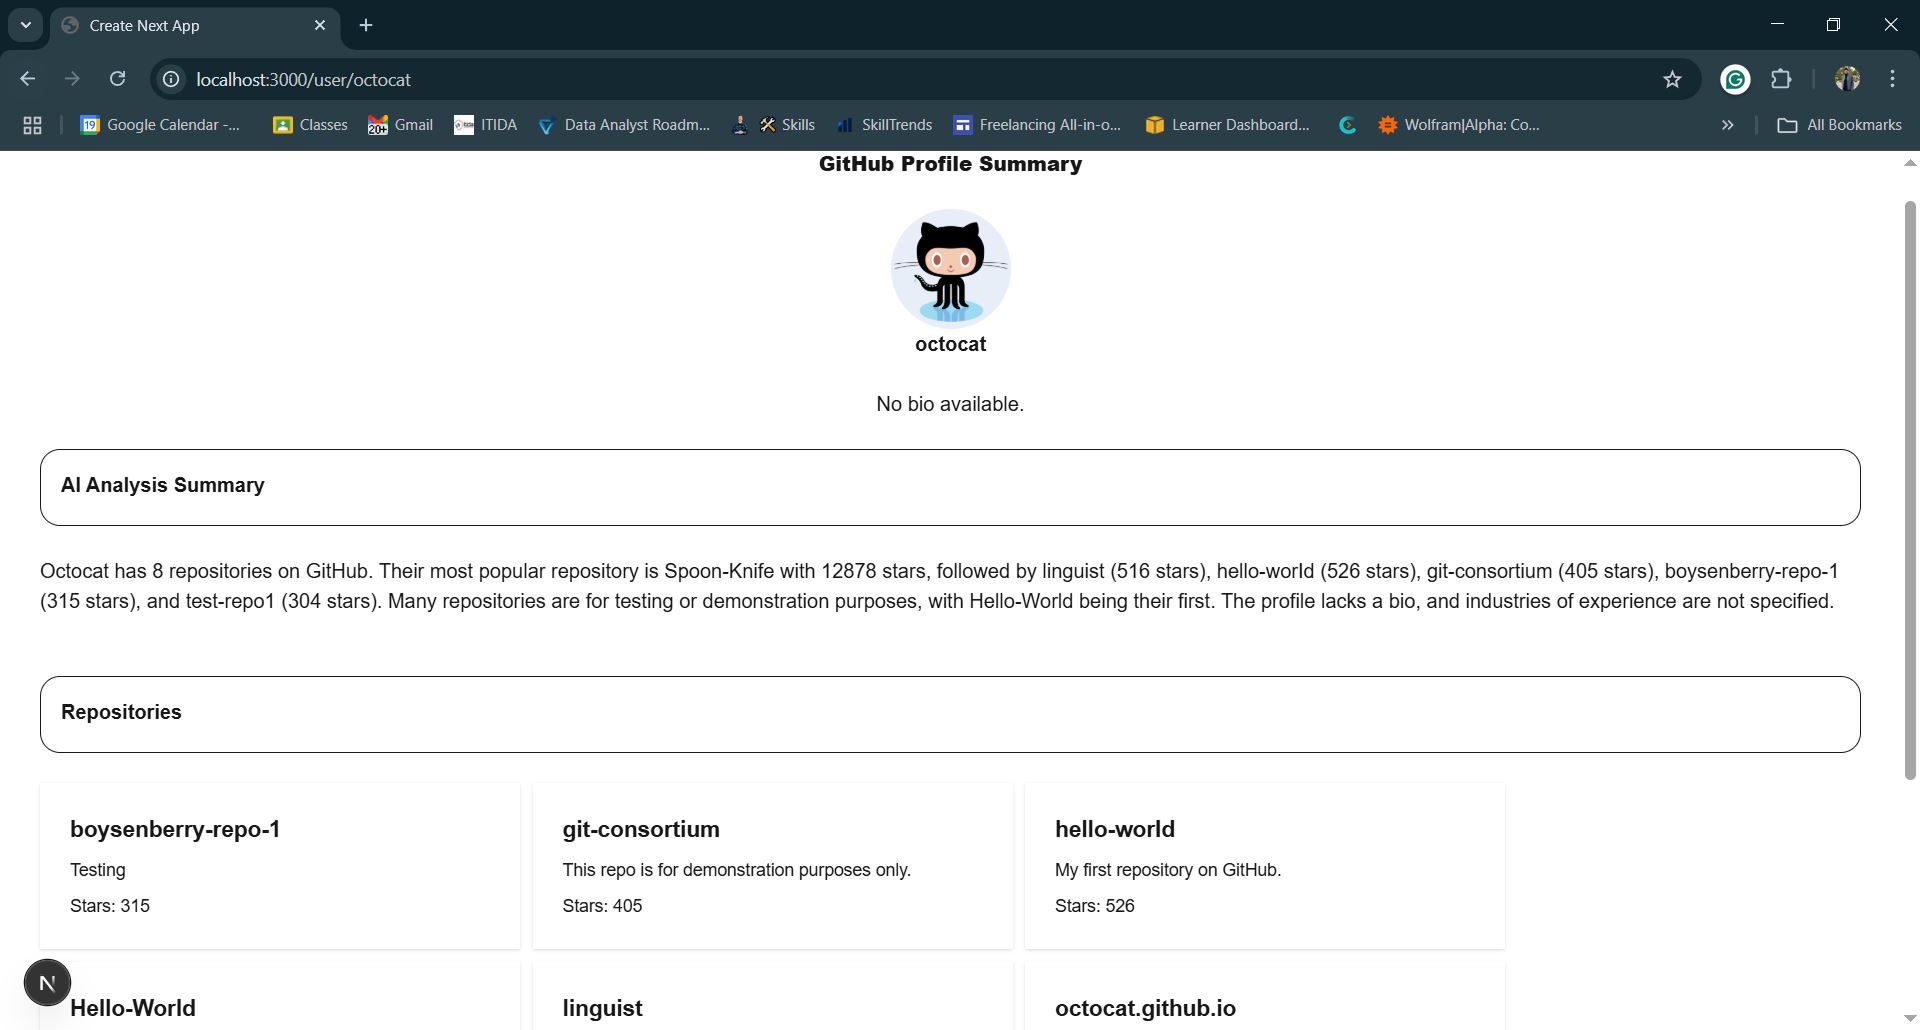 Create Next App
localhost:3000/user/octocat
19 Google Calendar -... Classes 20+ Gmail ITIDA Data Analyst Roadm... Skills SkillTrends Freelancing All-in-o... Learner Dashboard... Wolfram|Alpha: Co... All Bookmarks
GitHub Profile Summary
octocat
No bio available.
AI Analysis Summary
Octocat has 8 repositories on GitHub. Their most popular repository is Spoon-Knife with 12878 stars, followed by linguist (516 stars), hello-world (526 stars), git-consortium (405 stars), boysenberry-repo-1
(315 stars), and test-repo1 (304 stars). Many repositories are for testing or demonstration purposes, with Hello-World being their first. The profile lacks a bio, and industries of experience are not specified.
Repositories
boysenberry-repo-1
Testing
Stars: 315
git-consortium
This repo is for demonstration purposes only.
Stars: 405
hello-world
My first repository on GitHub.
Stars: 526
N
Hello-World
linguist
octocat.github.io